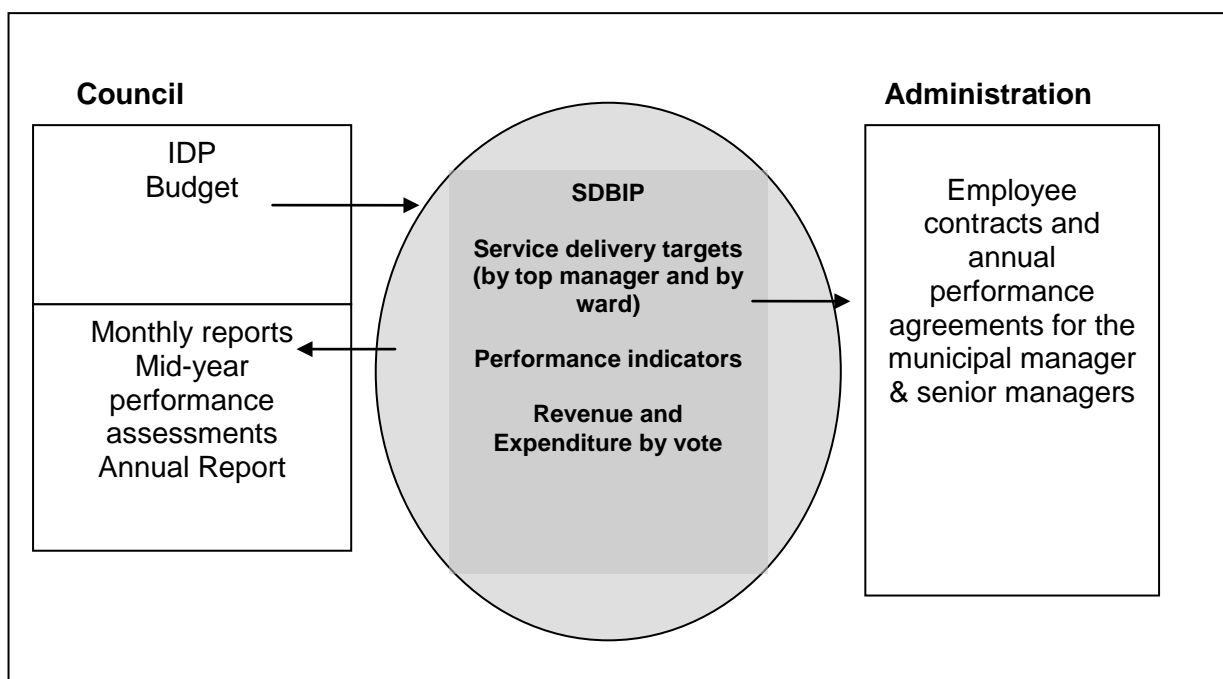 Council
IDP
Budget
Monthly reports
Mid-year
performance
assessments
Annual Report
SDBIP
Service delivery targets
(by top manager and by
ward)
Performance indicators
Revenue and
Expenditure by vote
Administration
Employee
contracts and
annual
performance
agreements for the
municipal manager
& senior managers